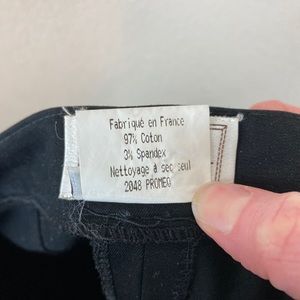 Fabriqué en France
97% Coton
3% Spandex
Nettoyage à sec seul
2048 PROMEO